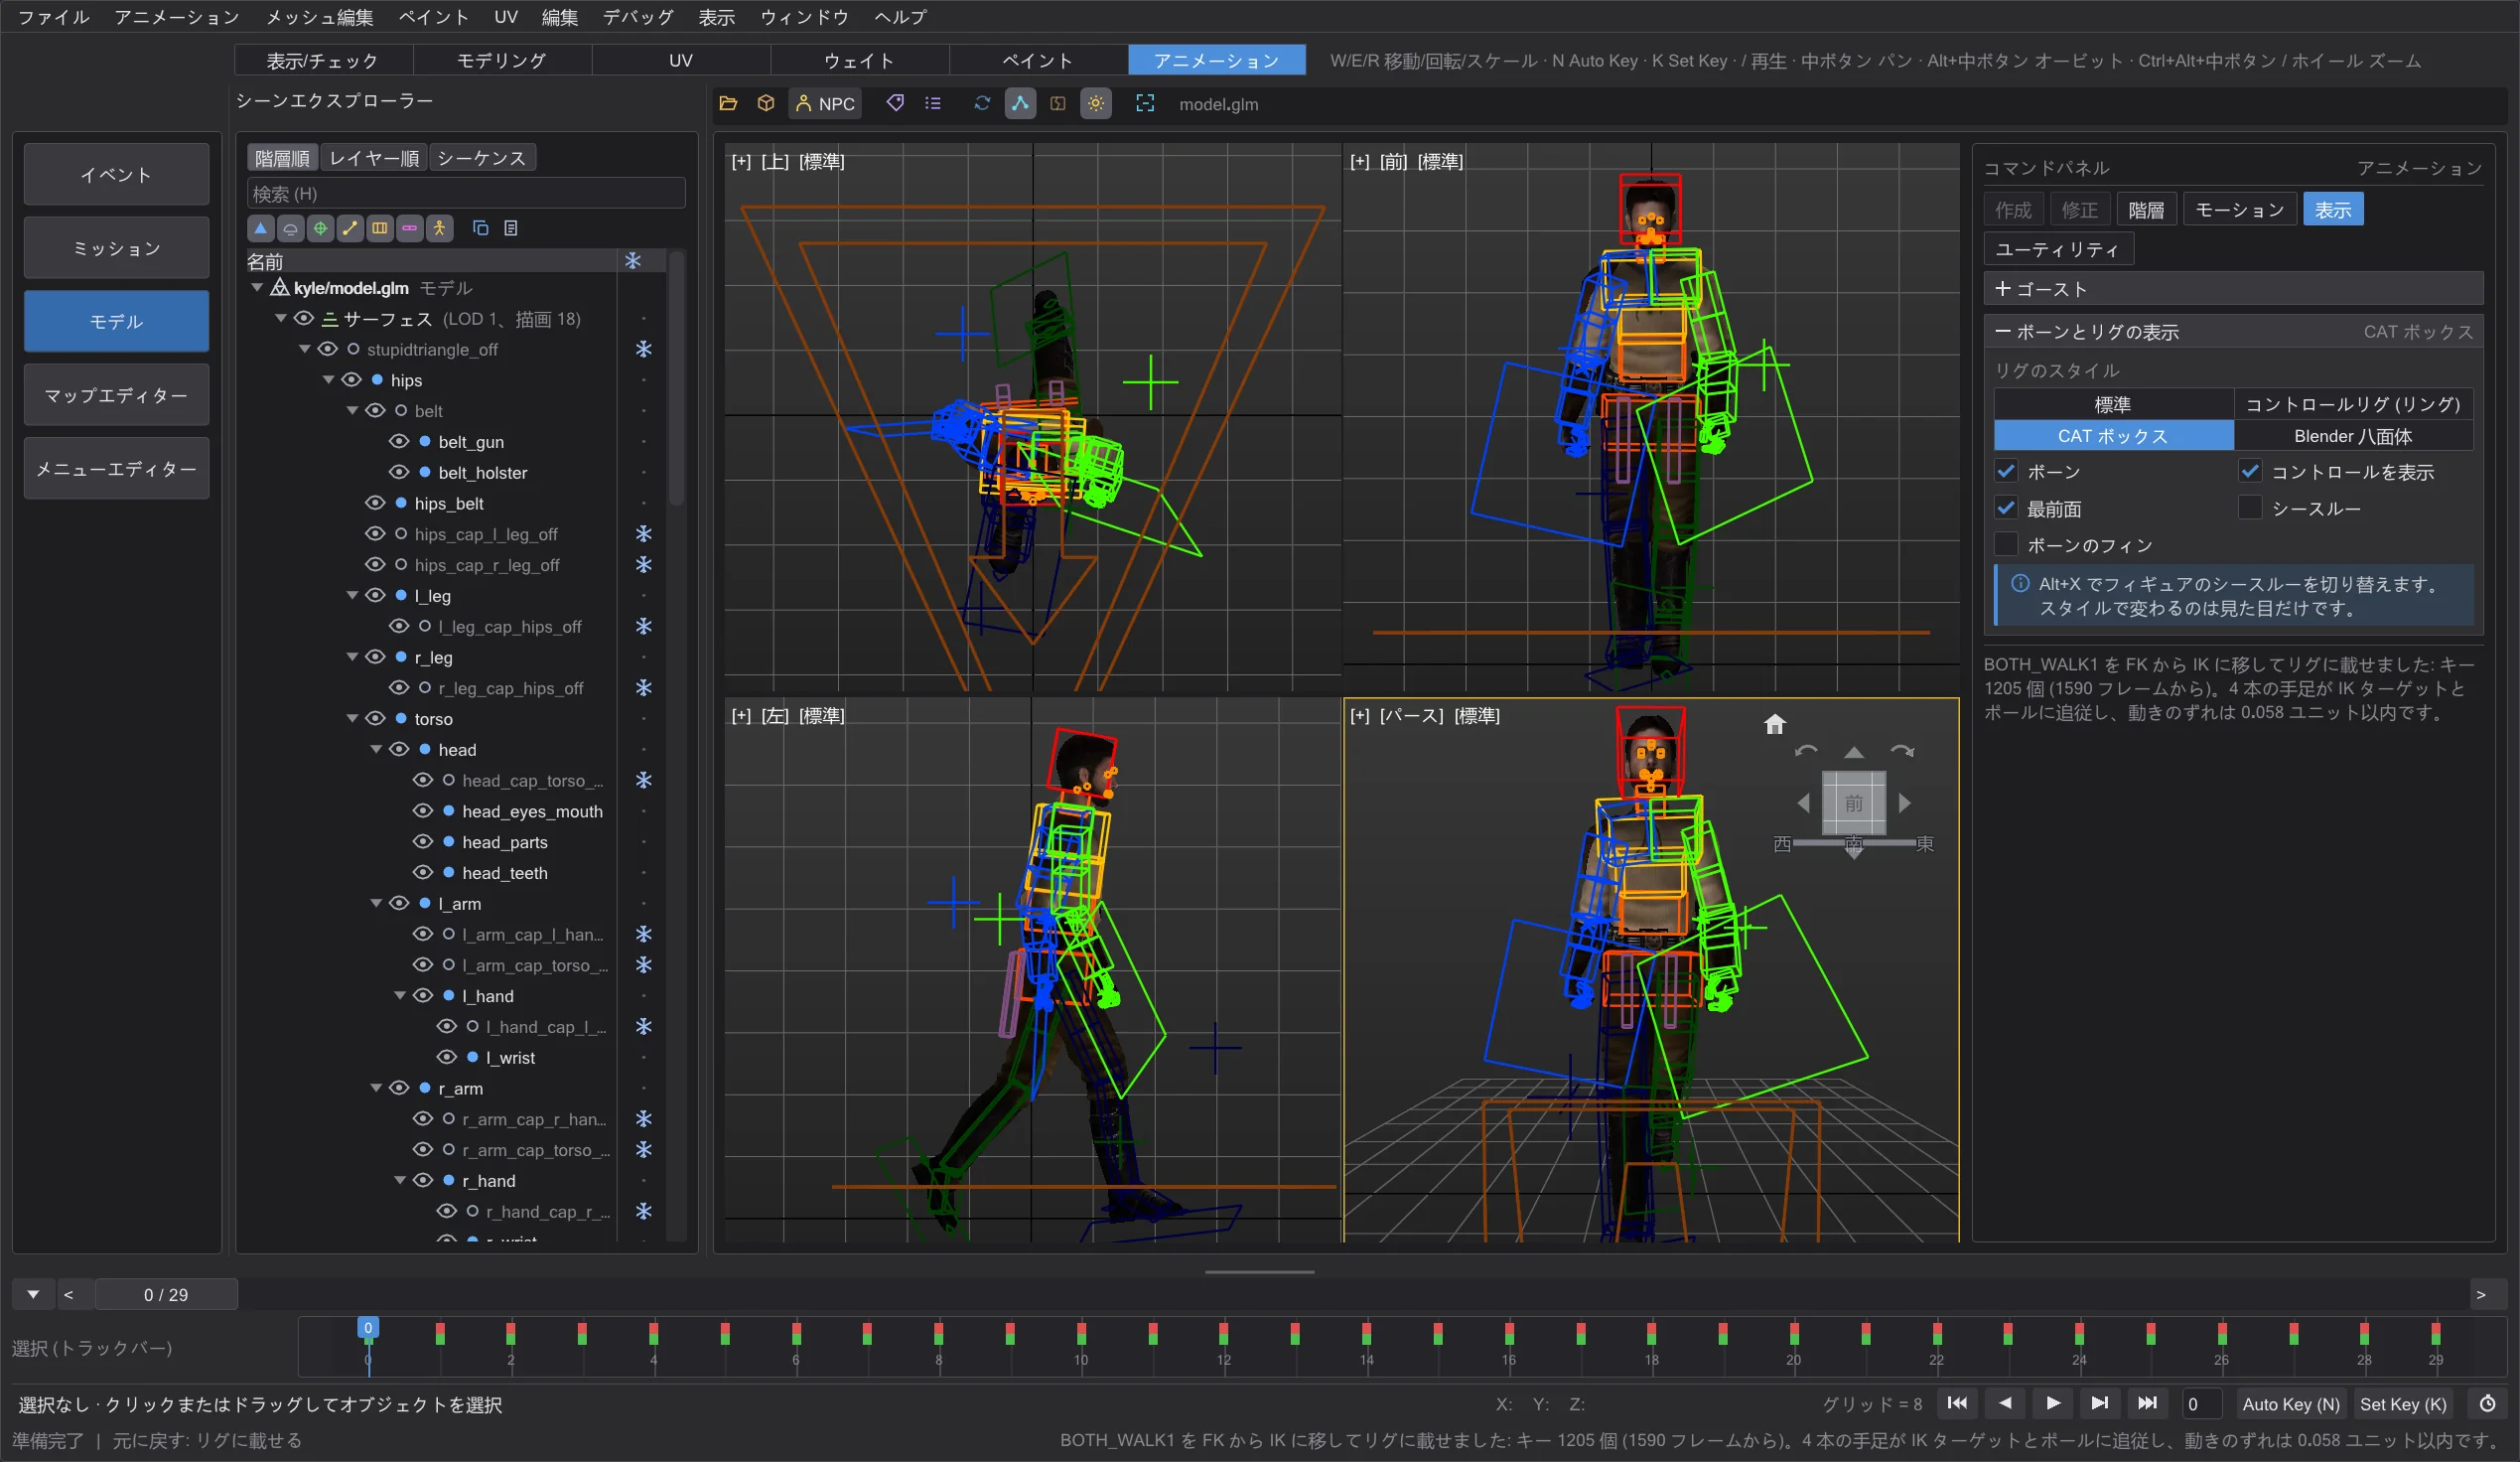 ファイル アニメーション メッシュ編集 ペイント UV 編集 デバッグ 表示 ウィンドウ ヘルプ
表示/チェック モデリング UV ウェイト ペイント アニメーション W/E/R 移動/回転/スケール · N Auto Key · K Set Key · / 再生 · 中ボタン パン · Alt+中ボタン オービット · Ctrl+Alt+中ボタン / ホイール ズーム
シーンエクスプローラー
NPC model.glm
イベント
ミッション
モデル
マップエディター
メニューエディター
階層順 レイヤー順 シーケンス
検索 (H)
名前
kyle/model.glm モデル
サーフェス (LOD 1、描画 18)
stupidtriangle_off
hips
belt
belt_gun
belt_holster
hips_belt
hips_cap_l_leg_off
hips_cap_r_leg_off
l_leg
l_leg_cap_hips_off
r_leg
r_leg_cap_hips_off
torso
head
head_cap_torso_...
head_eyes_mouth
head_parts
head_teeth
l_arm
l_arm_cap_l_han...
l_arm_cap_torso_...
l_hand
l_hand_cap_l_...
l_wrist
r_arm
r_arm_cap_r_han...
r_arm_cap_torso_...
r_hand
r_hand_cap_r_...
r_wrist
[+] [上] [標準]
[+] [前] [標準]
[+] [左] [標準]
[+] [パース] [標準]
前
西 南 東
コマンドパネル アニメーション
作成 修正 階層 モーション 表示
ユーティリティ
+ ゴースト
− ボーンとリグの表示 CAT ボックス
リグのスタイル
標準 コントロールリグ (リング)
CAT ボックス Blender 八面体
ボーン コントロールを表示
最前面 シースルー
ボーンのフィン
Alt+X でフィギュアのシースルーを切り替えます。
スタイルで変わるのは見た目だけです。
BOTH_WALK1 を FK から IK に移してリグに載せました: キー
1205 個 (1590 フレームから)。4 本の手足が IK ターゲットと
ポールに追従し、動きのずれは 0.058 ユニット以内です。
< 0 / 29 >
選択 (トラックバー)
0
0 2 4 6 8 10 12 14 16 18 20 22 24 26 28 29
選択なし · クリックまたはドラッグしてオブジェクトを選択 X: Y: Z: グリッド = 8 0 Auto Key (N) Set Key (K)
準備完了 | 元に戻す: リグに載せる BOTH_WALK1 を FK から IK に移してリグに載せました: キー 1205 個 (1590 フレームから)。4 本の手足が IK ターゲットとポールに追従し、動きのずれは 0.058 ユニット以内です。